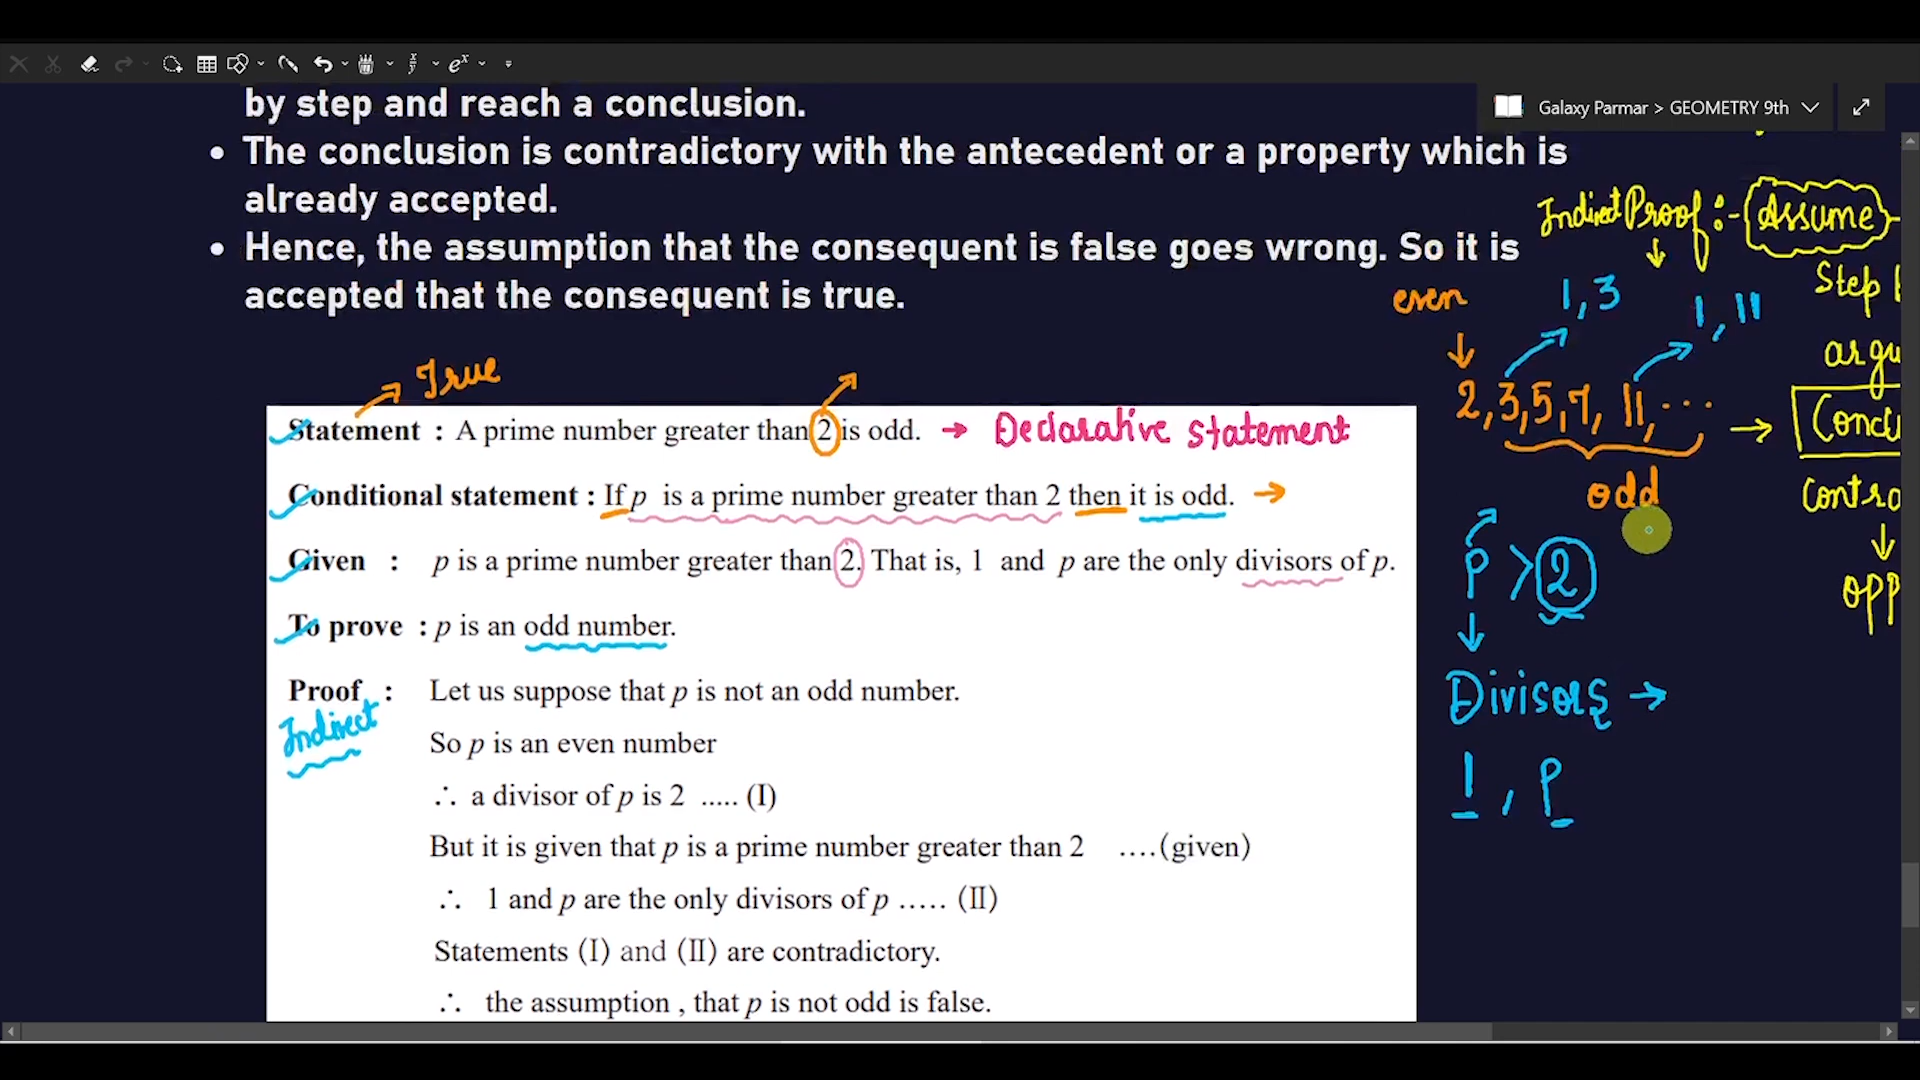 Galaxy Parmar > GEOMETRY 9th
by step and reach a conclusion.
• The conclusion is contradictory with the antecedent or a property which is
already accepted.
• Hence, the assumption that the consequent is false goes wrong. So it is
accepted that the consequent is true.
Indirect Proof :- Assume
Step
argu
Conclu
Contra
opp
even
1, 3
1, 11
2, 3, 5, 7, 11, ...
odd
True
Statement : A prime number greater than 2 is odd. → Declarative statement
Conditional statement : If p is a prime number greater than 2 then it is odd. →
Given : p is a prime number greater than 2. That is, 1 and p are the only divisors of p.
To prove : p is an odd number.
Proof : Let us suppose that p is not an odd number.
Indirect
So p is an even number
∴ a divisor of p is 2 ..... (I)
But it is given that p is a prime number greater than 2 ....(given)
∴ 1 and p are the only divisors of p ..... (II)
Statements (I) and (II) are contradictory.
∴ the assumption , that p is not odd is false.
p > 2
Divisors →
1, p